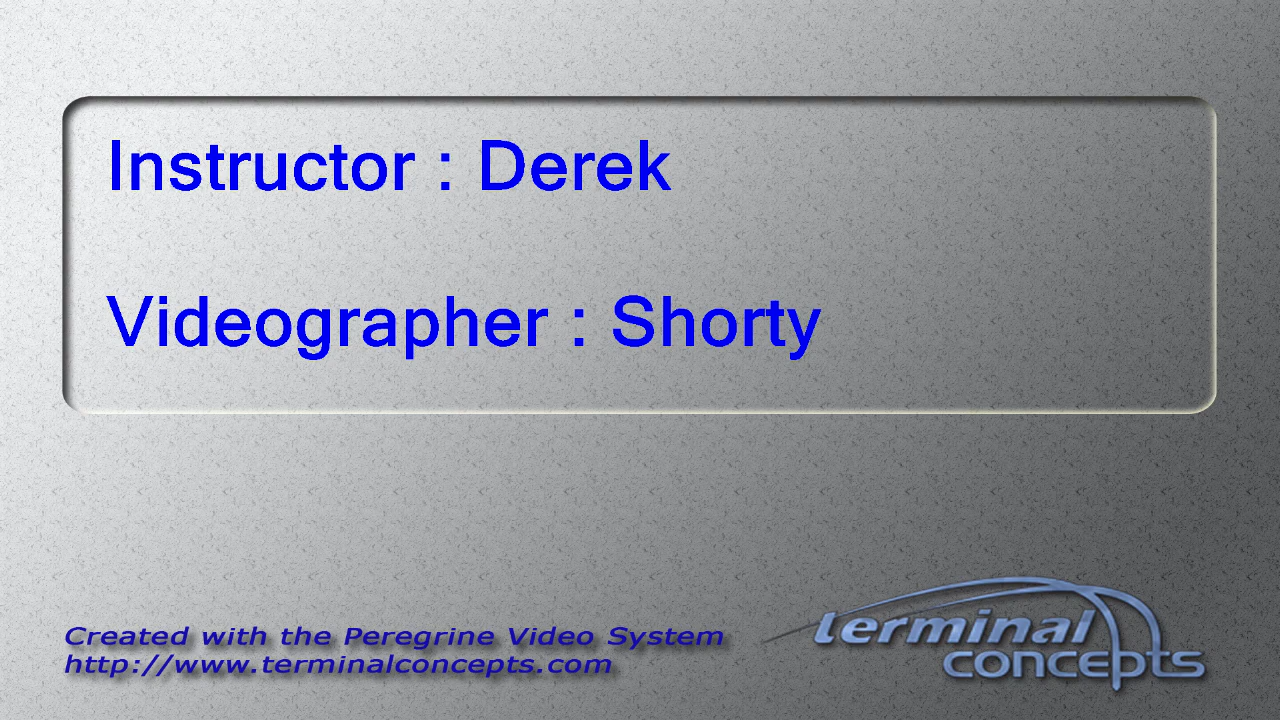 Instructor : Derek
Videographer : Shorty
Created with the Peregrine Video System
http://www.terminalconcepts.com
terminal
concepts